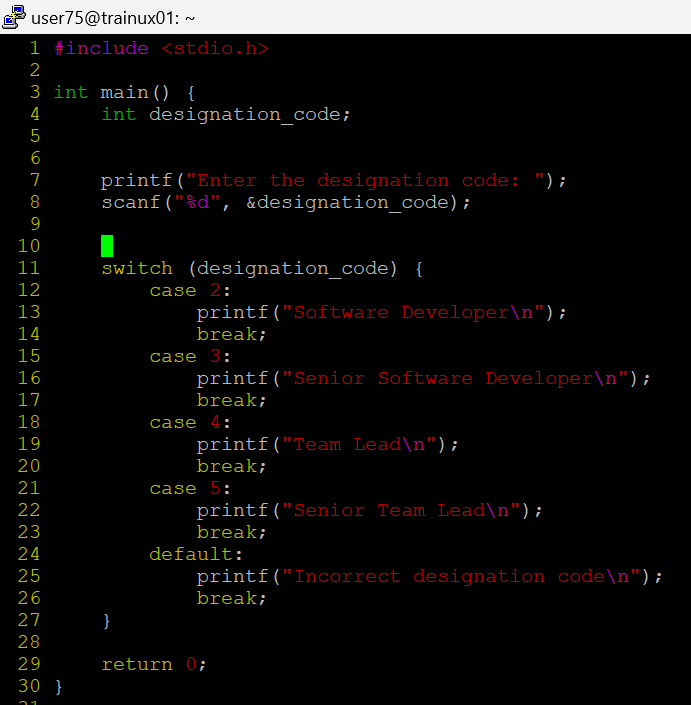 user75@trainux01: ~
1 #include <stdio.h>
2
3 int main() {
4     int designation_code;
5
6
7     printf("Enter the designation code: ");
8     scanf("%d", &designation_code);
9
10
11     switch (designation_code) {
12         case 2:
13             printf("Software Developer\n");
14             break;
15         case 3:
16             printf("Senior Software Developer\n");
17             break;
18         case 4:
19             printf("Team Lead\n");
20             break;
21         case 5:
22             printf("Senior Team Lead\n");
23             break;
24         default:
25             printf("Incorrect designation code\n");
26             break;
27     }
28
29     return 0;
30 }